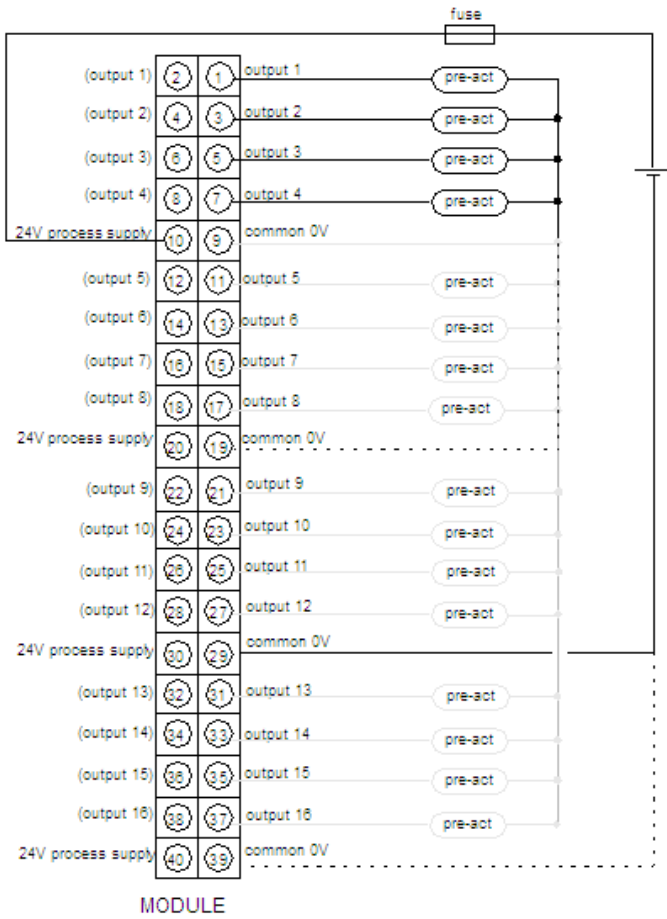 fuse
(output 1) 2 1 output 1 pre-act
(output 2) 4 3 output 2 pre-act
(output 3) 6 5 output 3 pre-act
(output 4) 8 7 output 4 pre-act
24V process supply 10 9 common 0V
(output 5) 12 11 output 5 pre-act
(output 6) 14 13 output 6 pre-act
(output 7) 16 15 output 7 pre-act
(output 8) 18 17 output 8 pre-act
24V process supply 20 19 common 0V
(output 9) 22 21 output 9 pre-act
(output 10) 24 23 output 10 pre-act
(output 11) 26 25 output 11 pre-act
(output 12) 28 27 output 12 pre-act
24V process supply 30 29 common 0V
(output 13) 32 31 output 13 pre-act
(output 14) 34 33 output 14 pre-act
(output 15) 36 35 output 15 pre-act
(output 16) 38 37 output 16 pre-act
24V process supply 40 39 common 0V
MODULE